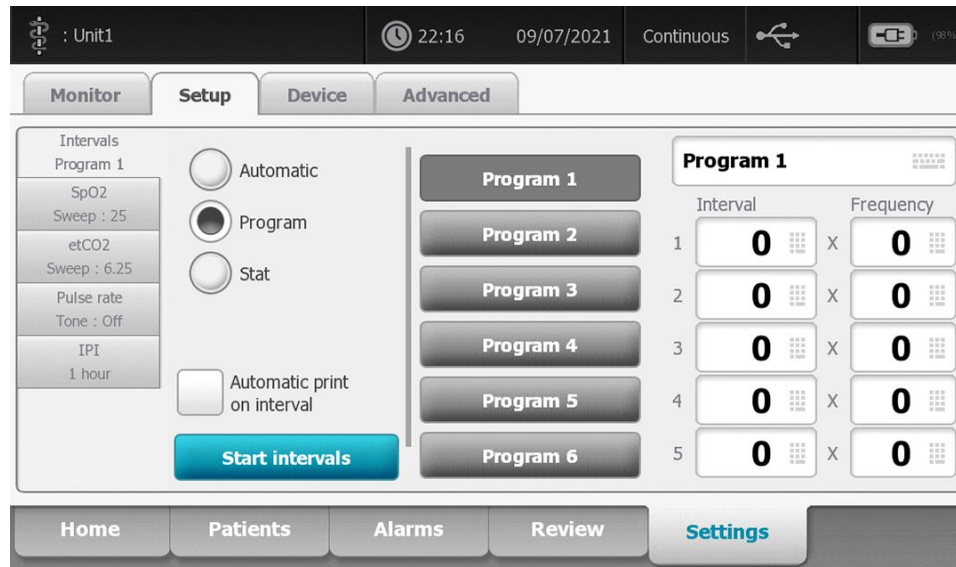 : Unit1
22:16
09/07/2021
Continuous
(98%
Monitor
Setup
Device
Advanced
Intervals
Program 1
SpO2
Sweep : 25
etCO2
Sweep : 6.25
Pulse rate
Tone : Off
IPI
1 hour
Automatic
Program
Stat
Automatic print
on interval
Start intervals
Program 1
Program 2
Program 3
Program 4
Program 5
Program 6
Program 1
Interval Frequency
1 0 X 0
2 0 X 0
3 0 X 0
4 0 X 0
5 0 X 0
Home
Patients
Alarms
Review
Settings